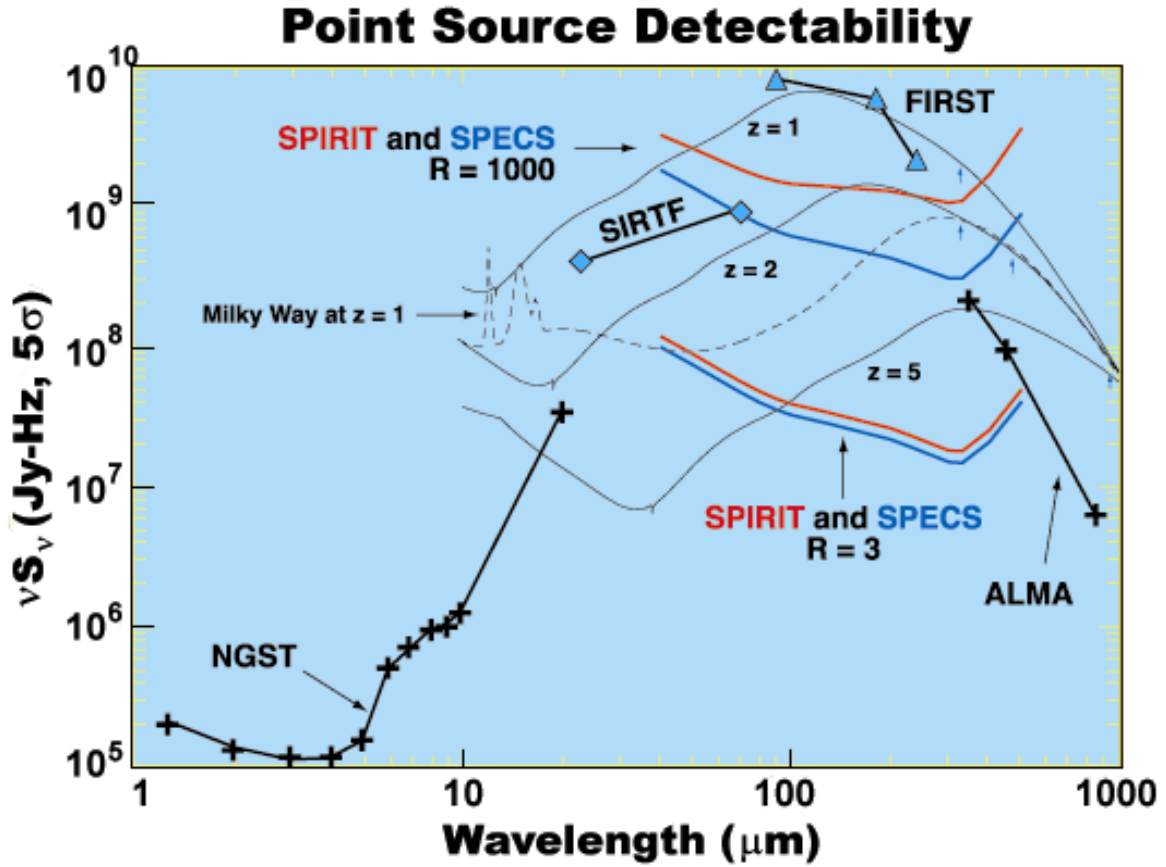 Point Source Detectability
10^10
10^9
10^8
10^7
10^6
10^5
νSν (Jy-Hz, 5σ)
FIRST
z = 1
SPIRIT and SPECS
R = 1000
SIRTF
z = 2
Milky Way at z = 1
z = 5
SPIRIT and SPECS
R = 3
ALMA
NGST
1
10
100
1000
Wavelength (μm)